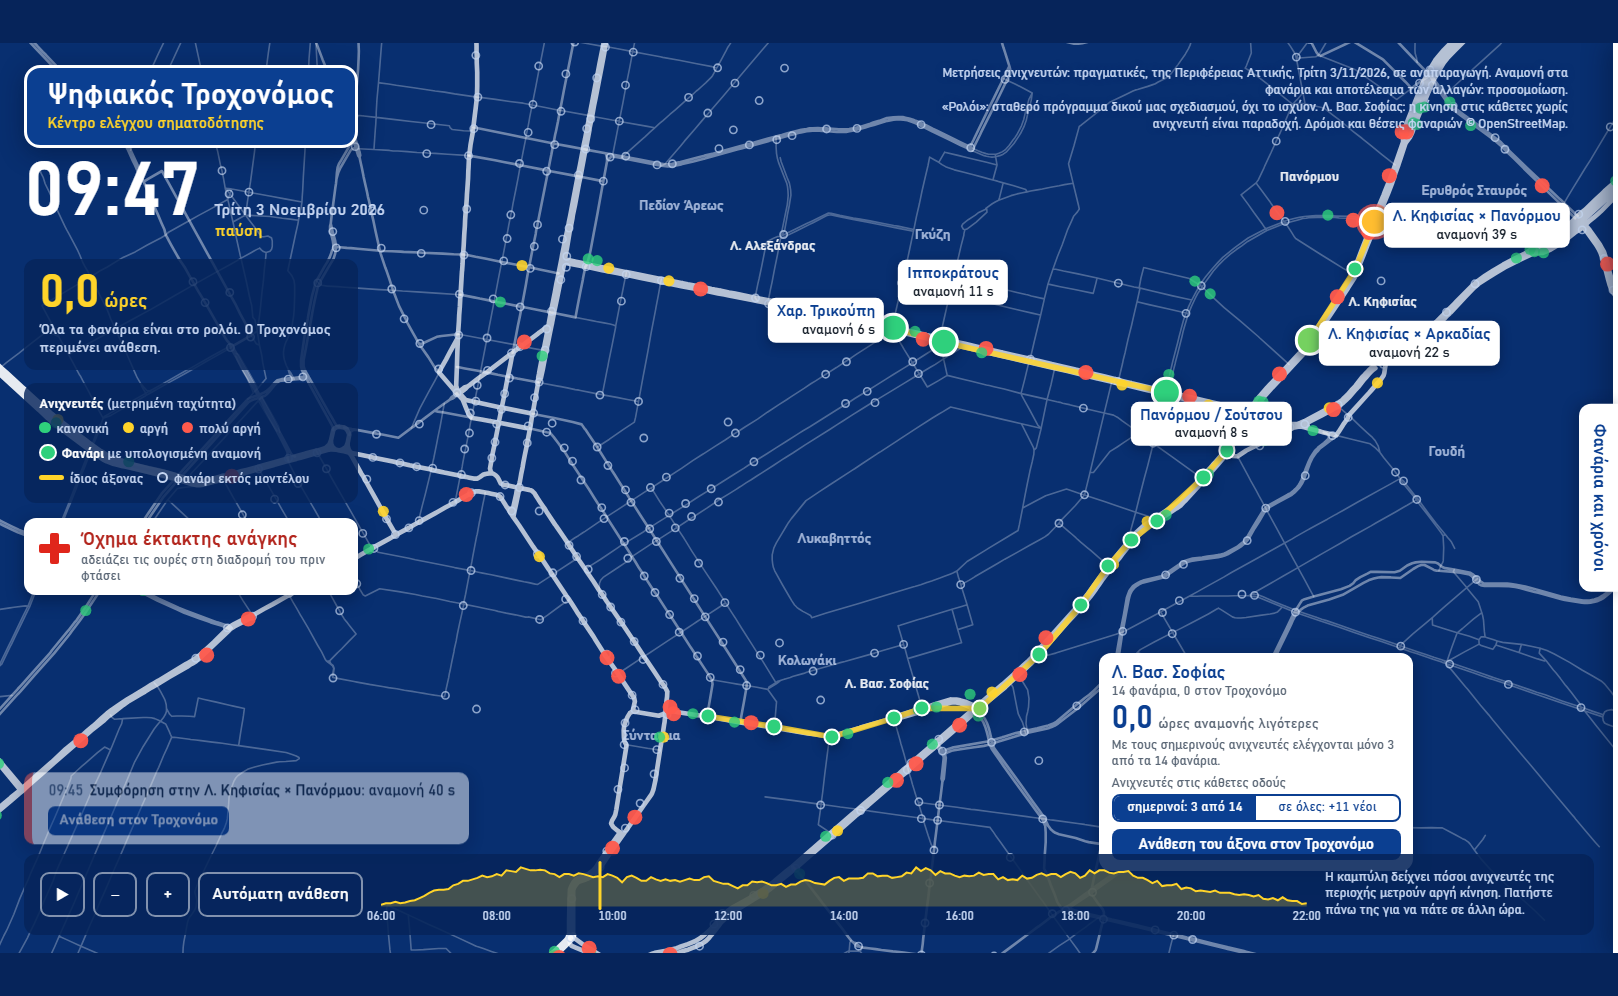 Ψηφιακός Τροχονόμος
Κέντρο ελέγχου σηματοδότησης
09:47
Τρίτη 3 Νοεμβρίου 2026
παύση
0,0 ώρες
Όλα τα φανάρια είναι στο ρολόι. Ο Τροχονόμος
περιμένει ανάθεση.
Ανιχνευτές (μετρημένη ταχύτητα)
κανονική αργή πολύ αργή
Φανάρι με υπολογισμένη αναμονή
ίδιος άξονας φανάρι εκτός μοντέλου
Όχημα έκτακτης ανάγκης
αδειάζει τις ουρές στη διαδρομή του πριν
φτάσει
Μετρήσεις ανιχνευτών: πραγματικές, της Περιφέρειας Αττικής, Τρίτη 3/11/2026, σε αναπαραγωγή. Αναμονή στα
φανάρια και αποτέλεσμα των αλλαγών: προσομοίωση.
«Ρολόι»: σταθερό πρόγραμμα δικού μας σχεδιασμού, όχι το ισχύον. Λ. Βασ. Σοφίας: η κίνηση στις κάθετες χωρίς
ανιχνευτή είναι παραδοχή. Δρόμοι και θέσεις φαναριών © OpenStreetMap.
Πανόρμου
Ερυθρός Σταυρός
Πεδίον Άρεως
Λ. Κηφισίας × Πανόρμου
αναμονή 39 s
Γκύζη
Λ. Αλεξάνδρας
Ιπποκράτους
αναμονή 11 s
Λ. Κηφισίας
Χαρ. Τρικούπη
αναμονή 6 s
Λ. Κηφισίας × Αρκαδίας
αναμονή 22 s
Πανόρμου / Σούτσου
αναμονή 8 s
Γουδή
Φανάρια και χρόνοι
Λυκαβηττός
Κολωνάκι
Λ. Βασ. Σοφίας
Σύνταγμα
Λ. Βασ. Σοφίας
14 φανάρια, 0 στον Τροχονόμο
0,0 ώρες αναμονής λιγότερες
Με τους σημερινούς ανιχνευτές ελέγχονται μόνο 3
από τα 14 φανάρια.
Ανιχνευτές στις κάθετες οδούς
σημερινοί: 3 από 14 σε όλες: +11 νέοι
Ανάθεση του άξονα στον Τροχονόμο
09:45 Συμφόρηση στην Λ. Κηφισίας × Πανόρμου: αναμονή 40 s
Ανάθεση στον Τροχονόμο
– + Αυτόματη ανάθεση
06:00 08:00 10:00 12:00 14:00 16:00 18:00 20:00 22:00
Η καμπύλη δείχνει πόσοι ανιχνευτές της
περιοχής μετρούν αργή κίνηση. Πατήστε
πάνω της για να πάτε σε άλλη ώρα.